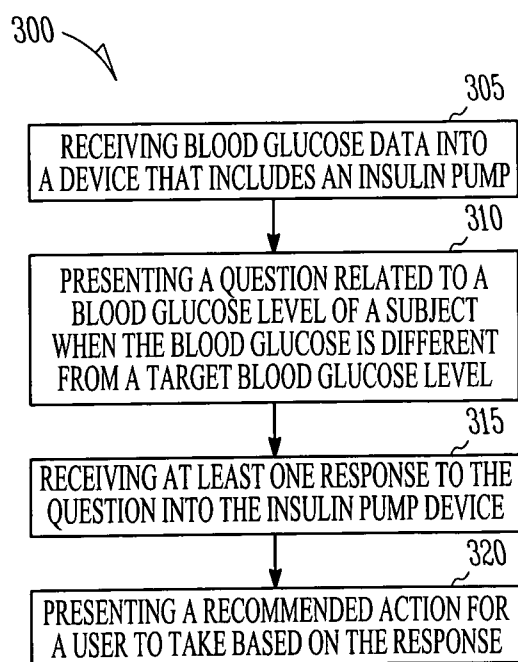 300
305
RECEIVING BLOOD GLUCOSE DATA INTO
A DEVICE THAT INCLUDES AN INSULIN PUMP
310
PRESENTING A QUESTION RELATED TO A
BLOOD GLUCOSE LEVEL OF A SUBJECT
WHEN THE BLOOD GLUCOSE IS DIFFERENT
FROM A TARGET BLOOD GLUCOSE LEVEL
315
RECEIVING AT LEAST ONE RESPONSE TO THE
QUESTION INTO THE INSULIN PUMP DEVICE
320
PRESENTING A RECOMMENDED ACTION FOR
A USER TO TAKE BASED ON THE RESPONSE